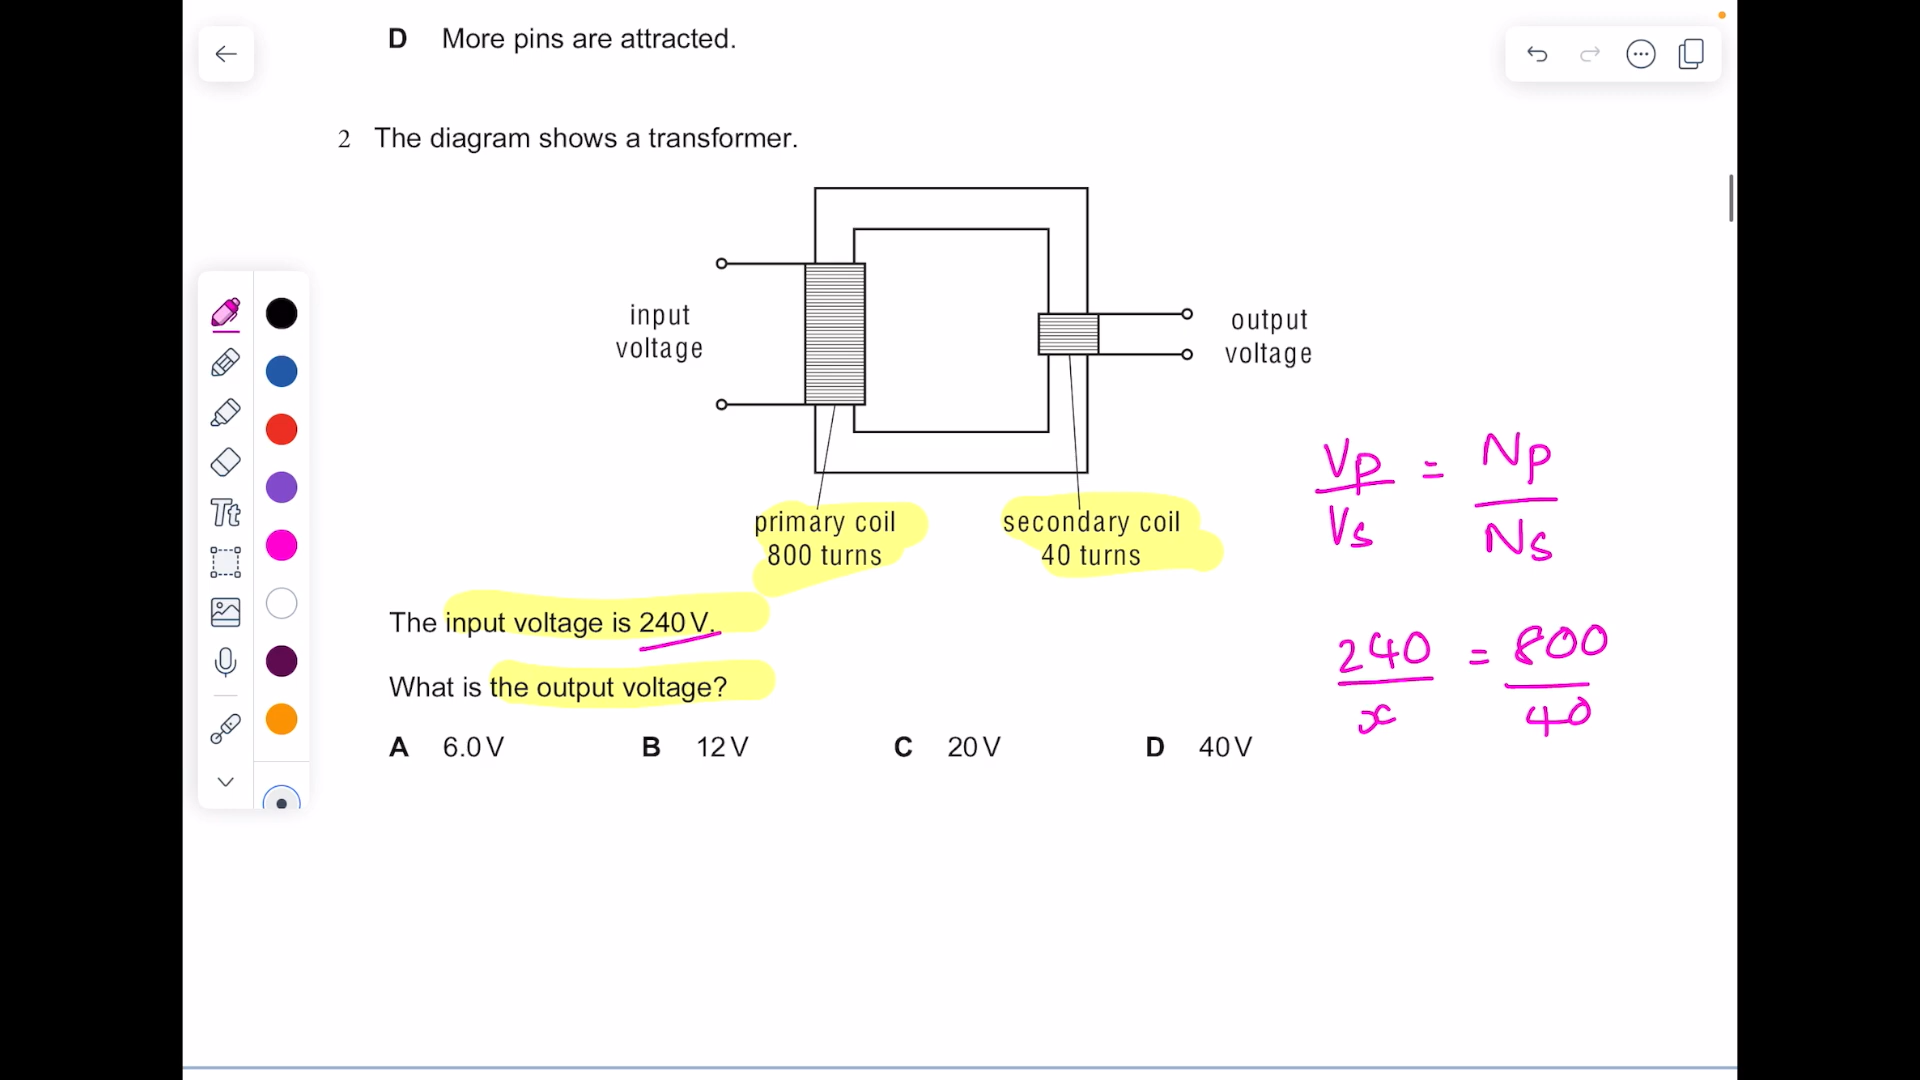 D More pins are attracted.
2 The diagram shows a transformer.
input
voltage
output
voltage
primary coil
800 turns
secondary coil
40 turns
Vp = Np
Vs Ns
The input voltage is 240 V.
240 = 800
x 40
What is the output voltage?
A 6.0 V B 12 V C 20 V D 40 V
Tt